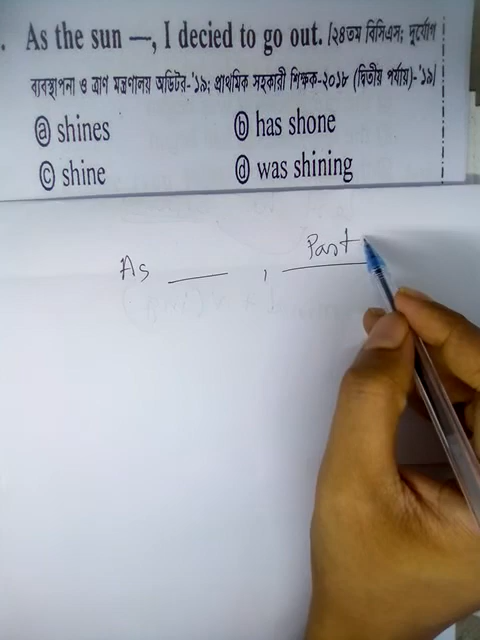 . As the sun —, I decied to go out. [২৪তম বিসিএস; দুর্যোগ
ব্যবস্থাপনা ও ত্রাণ মন্ত্রণালয় অডিটর-'১৯; প্রাথমিক সহকারী শিক্ষক-২০১৮ (দ্বিতীয় পর্যায়)-'১৯]
ⓐ shines ⓑ has shone
ⓒ shine ⓓ was shining
Past
As ___ , ___